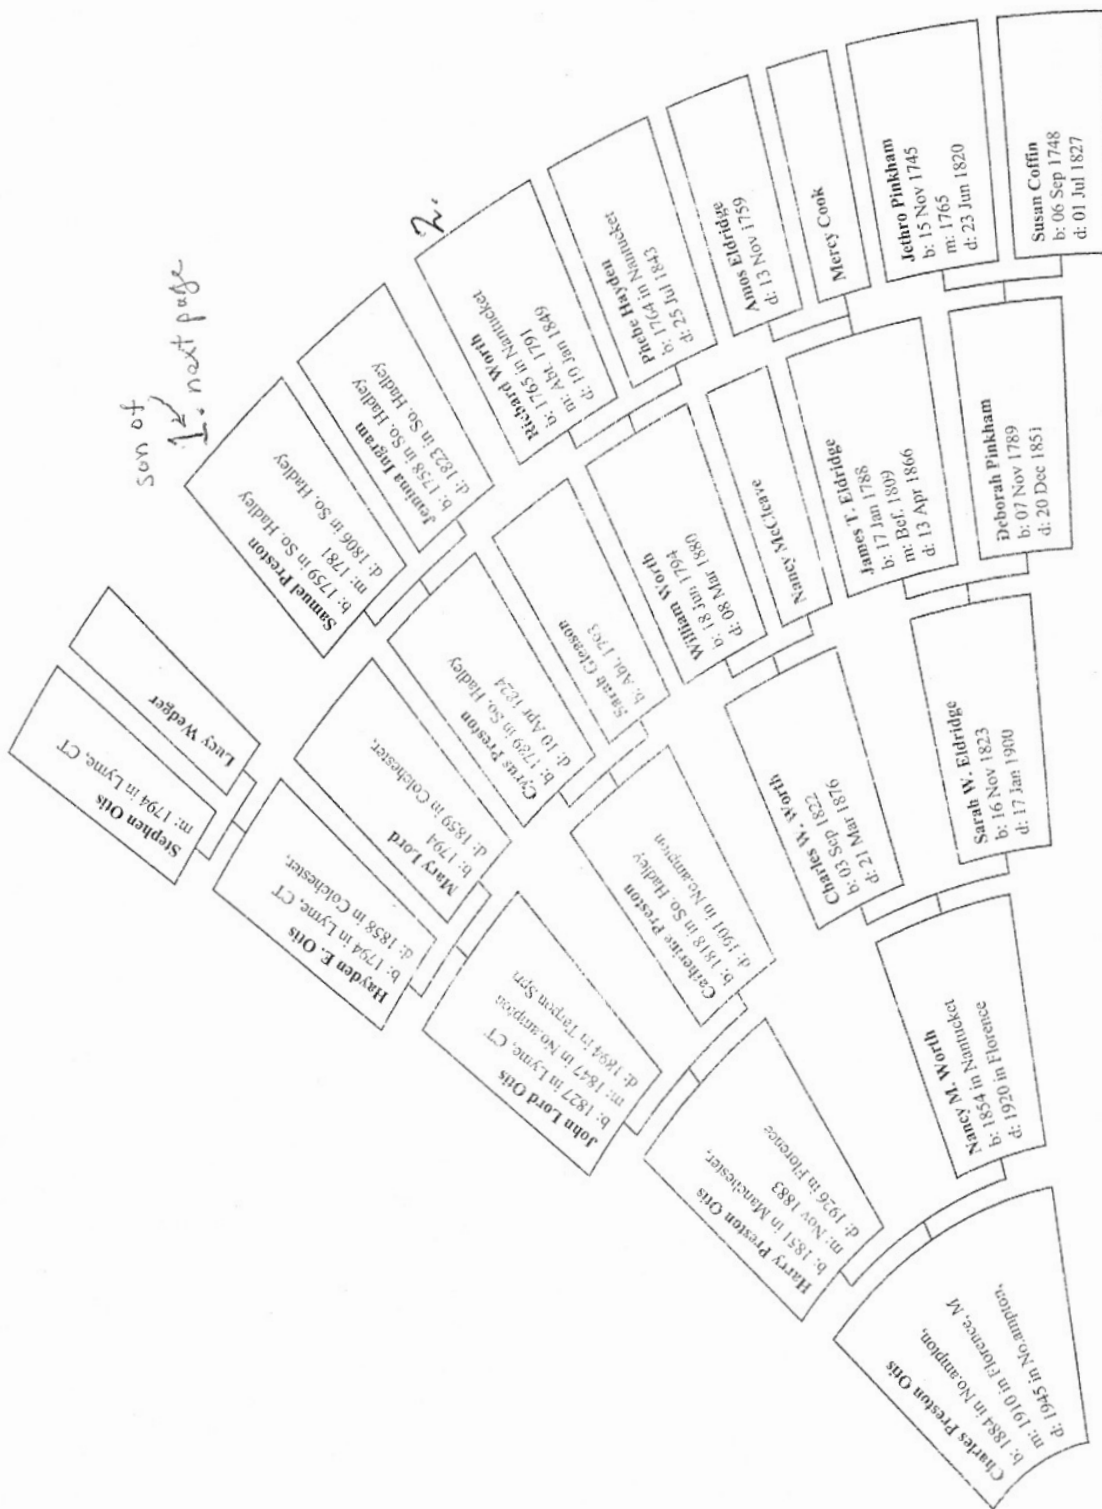 son of
1. next page
2.
Stephen Otis
m: 1794 in Lyme, CT
Lucy Wedger
Samuel Preston
b: 1759 in So. Hadley
m: 1781
d: 1806 in So. Hadley
Jemima Ingram
b: 1758 in So. Hadley
d: 1823 in So. Hadley
Richard Worth
b: 1765 in Nantucket
m: Abt. 1791
d: 10 Jan 1849
Phebe Hayden
b: 1764 in Nantucket
d: 25 Jul 1843
Amos Eldridge
d: 13 Nov 1759
Mercy Cook
Jethro Pinkham
b: 15 Nov 1745
m: 1765
d: 23 Jun 1820
Susan Coffin
b: 06 Sep 1748
d: 01 Jul 1827
Hayden E. Otis
b: 1794 in Lyme, CT
d: 1858 in Colchester,
Mary Lord
b: 1794
d: 1859 in Colchester,
Cyrus Preston
b: 1789 in So. Hadley
d: 10 Apr 1824
Sarah Gleason
b: Abt. 1793
William Worth
b: 18 Jun 1794
d: 08 Mar 1880
Nancy McCleave
James T. Eldridge
b: 17 Jan 1788
m: Bef. 1809
d: 13 Apr 1866
Deborah Pinkham
b: 07 Nov 1789
d: 20 Dec 1851
John Lord Otis
b: 1827 in Lyme, CT
m: 1847 in No.ampton
d: 1894 in Tarpon Spri
Catherine Preston
b: 1818 in So. Hadley
d: 1901 in No.ampton
Charles W. Worth
b: 03 Sep 1822
d: 21 Mar 1876
Sarah W. Eldridge
b: 16 Nov 1823
d: 17 Jan 1900
Harry Preston Otis
b: 1851 in Manchester,
m: Nov 1883
d: 1926 in Florence
Nancy M. Worth
b: 1854 in Nantucket
d: 1920 in Florence
Charles Preston Otis
b: 1884 in No.ampton,
m: 1910 in Florence, M
d: 1945 in No.ampton,